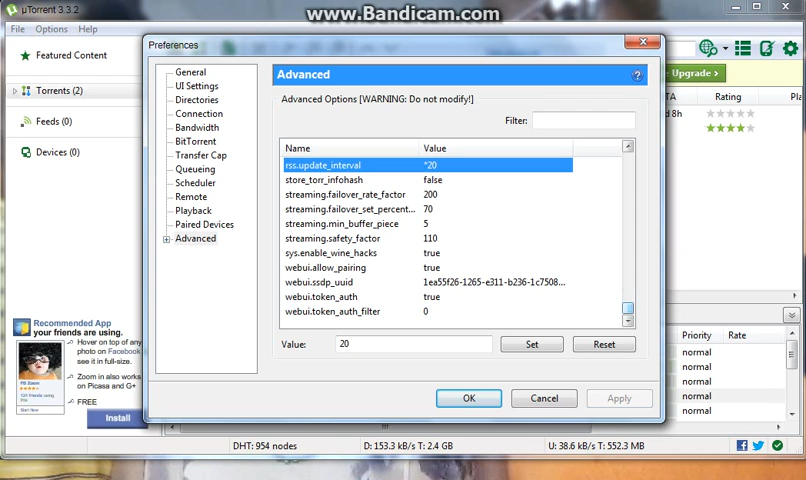 www.Bandicam.com
µTorrent 3.3.2
File Options Help
Featured Content
Torrents (2)
Feeds (0)
Devices (0)
Upgrade >
Rating
d 8h
Preferences
General
UI Settings
Directories
Connection
Bandwidth
BitTorrent
Transfer Cap
Queueing
Scheduler
Remote
Playback
Paired Devices
Advanced
Advanced
Advanced Options [WARNING: Do not modify!]
Filter:
Name Value
rss.update_interval *20
store_torr_infohash false
streaming.failover_rate_factor 200
streaming.failover_set_percent... 70
streaming.min_buffer_piece 5
streaming.safety_factor 110
sys.enable_wine_hacks true
webui.allow_pairing true
webui.ssdp_uuid 1ea55f26-1265-e311-b236-1c7508...
webui.token_auth true
webui.token_auth_filter 0
Value: 20 Set Reset
OK Cancel Apply
Recommended App
your friends are using.
Hover on top of any
photo on Facebook
see it in full-size.
Zoom in also works
on Picasa and G+
FREE
Install
Priority Rate
normal
normal
normal
normal
normal
DHT: 954 nodes D: 153.3 kB/s T: 2.4 GB U: 38.6 kB/s T: 552.3 MB